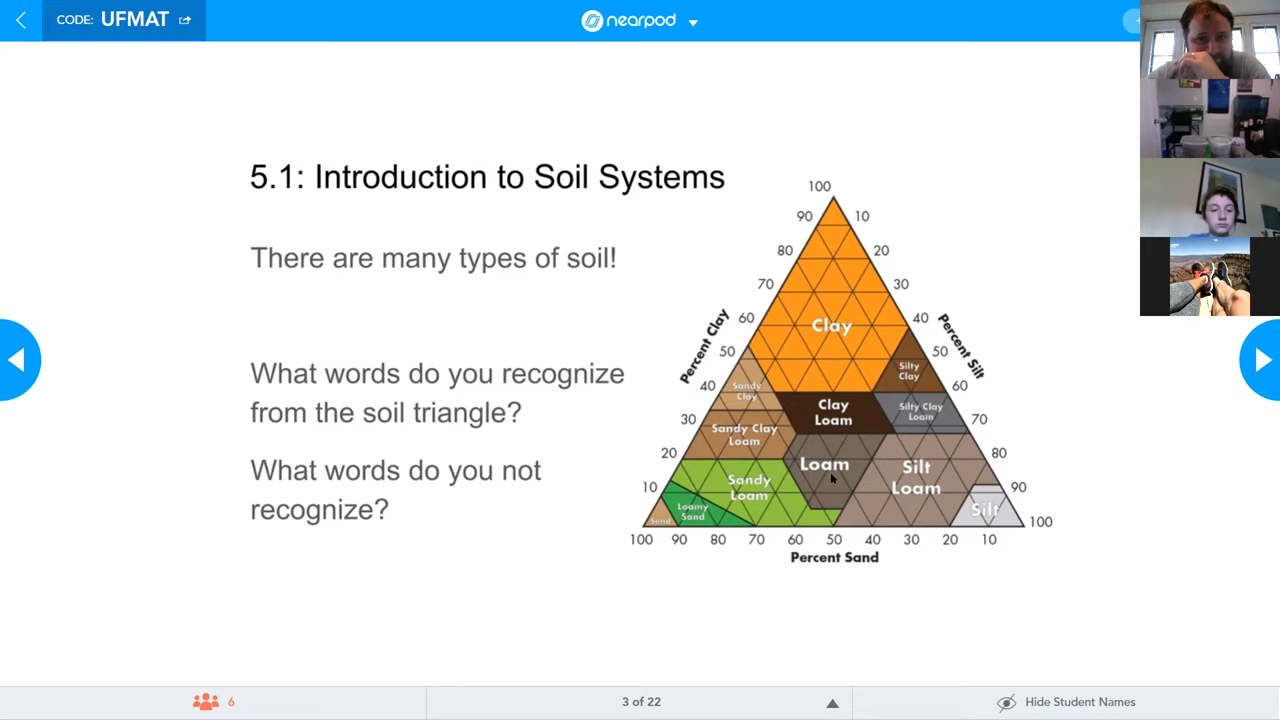 CODE: UFMAT
nearpod
5.1: Introduction to Soil Systems
There are many types of soil!
What words do you recognize
from the soil triangle?
What words do you not
recognize?
100
90 10
80 20
70 30
60 40
50 50
40 60
30 70
20 80
10 90
100
Percent Clay
Percent Silt
Clay
Silty
Clay
Sandy
Clay
Clay
Loam
Silty Clay
Loam
Sandy Clay
Loam
Loam
Silt
Loam
Sandy
Loam
Loamy
Sand
Sand
Silt
100 90 80 70 60 50 40 30 20 10
Percent Sand
6
3 of 22
Hide Student Names